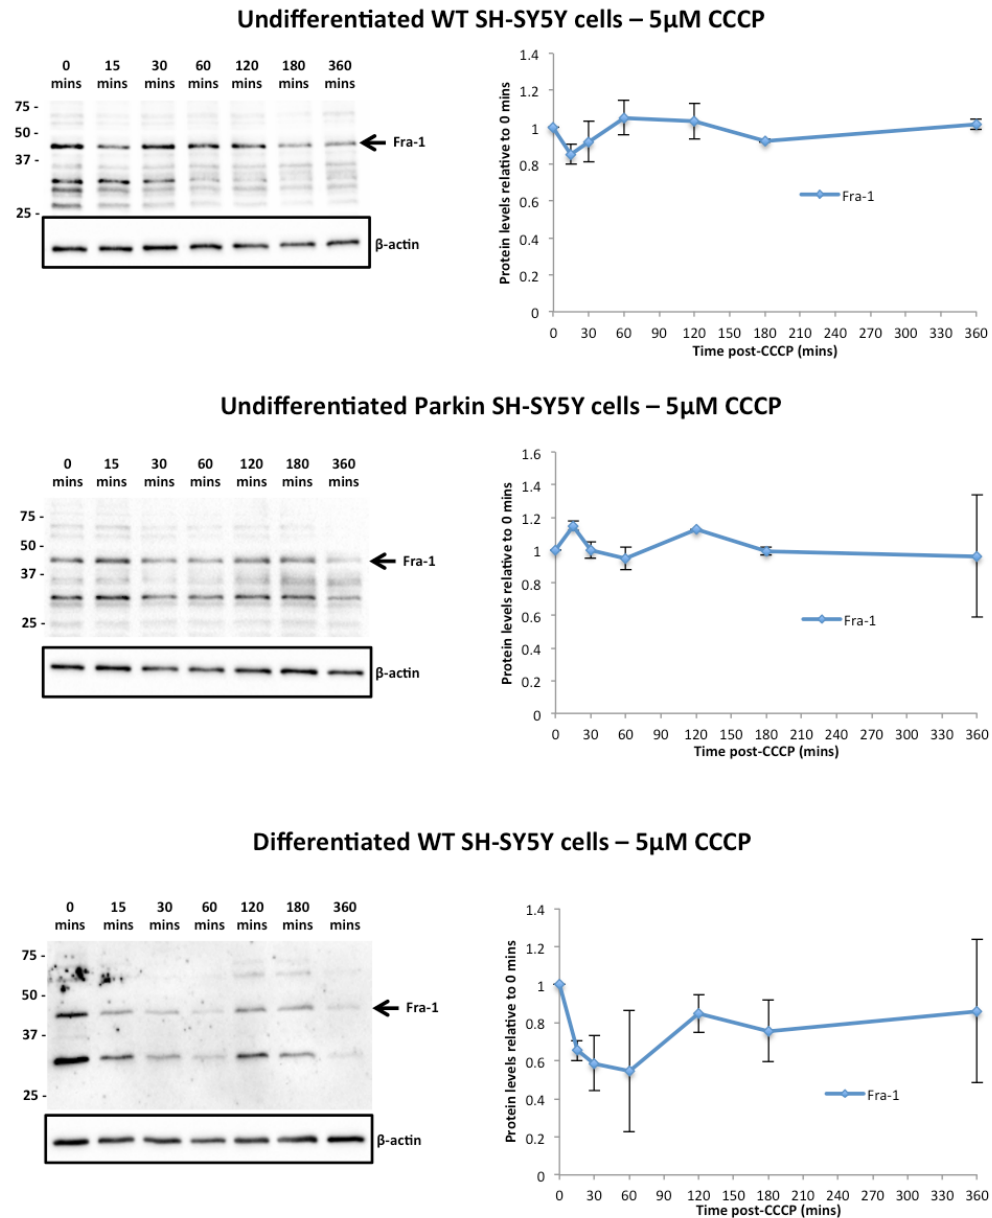 Undifferentiated WT SH-SY5Y cells – 5µM CCCP
0 15 30 60 120 180 360
mins mins mins mins mins mins mins
75 -
50 -
37 -
25 -
Fra-1
β-actin
Protein levels relative to 0 mins
1.4
1.2
1
0.8
0.6
0.4
0.2
0
Fra-1
0 30 60 90 120 150 180 210 240 270 300 330 360
Time post-CCCP (mins)
Undifferentiated Parkin SH-SY5Y cells – 5µM CCCP
0 15 30 60 120 180 360
mins mins mins mins mins mins mins
75 -
50 -
37 -
25 -
Fra-1
β-actin
Protein levels relative to 0 mins
1.6
1.4
1.2
1
0.8
0.6
0.4
0.2
0
Fra-1
0 30 60 90 120 150 180 210 240 270 300 330 360
Time post-CCCP (mins)
Differentiated WT SH-SY5Y cells – 5µM CCCP
0 15 30 60 120 180 360
mins mins mins mins mins mins mins
75 -
50 -
37 -
25 -
Fra-1
β-actin
Protein levels relative to 0 mins
1.4
1.2
1
0.8
0.6
0.4
0.2
0
Fra-1
0 30 60 90 120 150 180 210 240 270 300 330 360
Time post-CCCP (mins)